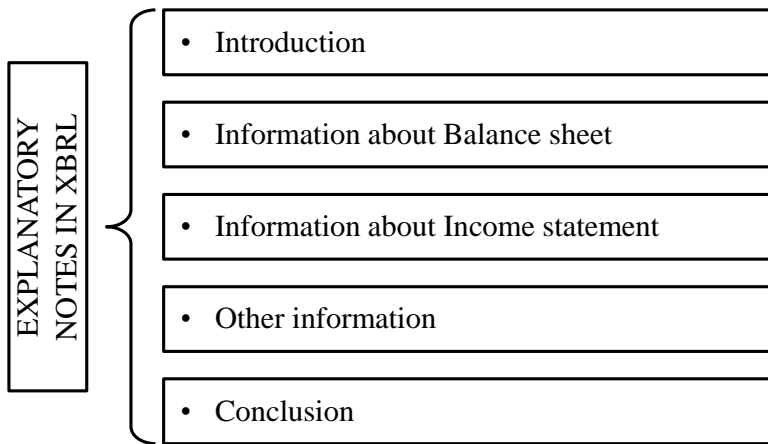 EXPLANATORY
NOTES IN XBRL
• Introduction
• Information about Balance sheet
• Information about Income statement
• Other information
• Conclusion